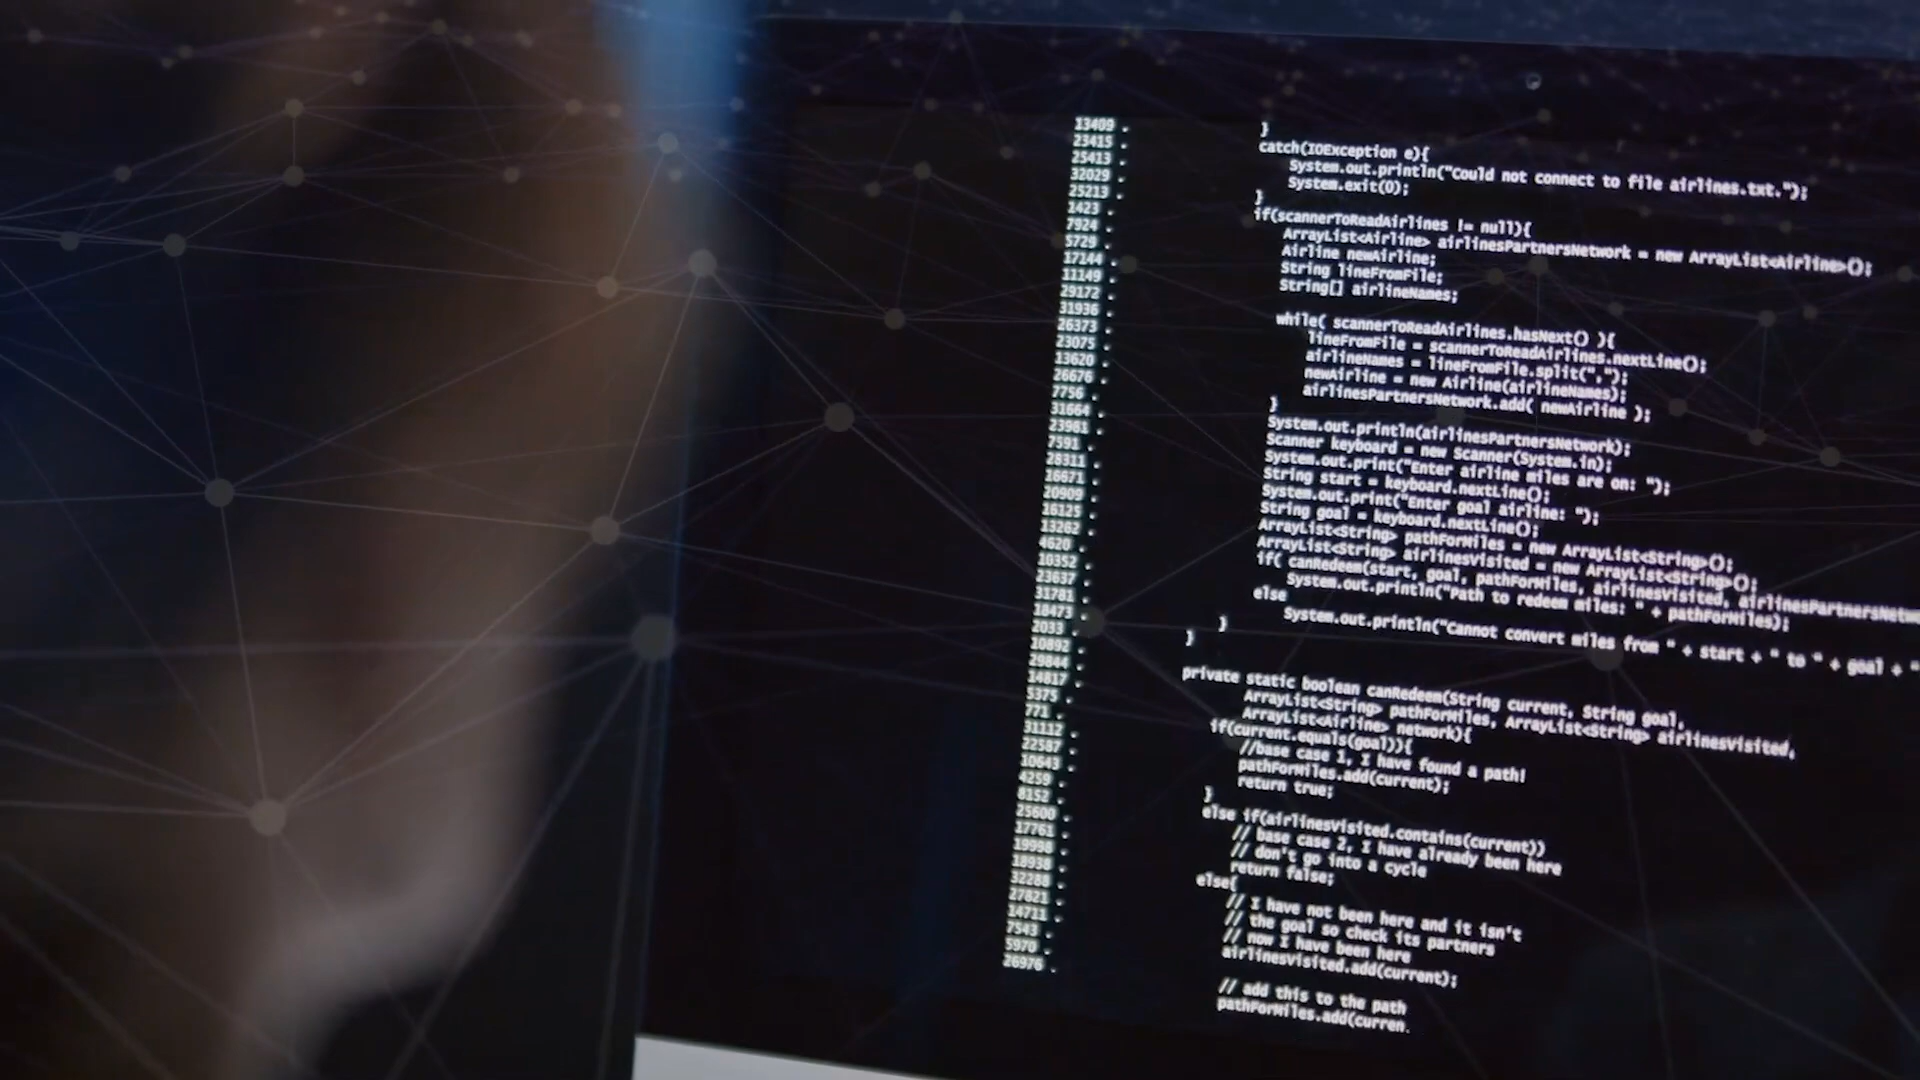 13409 .
23415 .
25413 .
32029 .
25213 .
1423 .
7924 .
5729 .
17144 .
11149 .
29172 .
31936 .
26373 .
23075 .
13620 .
26676 .
7756 .
31664 .
23981 .
7391 .
28311 .
26671 .
20909 .
16125 .
13262 .
4620 .
10352 .
23637 .
31781 .
18473 .
2033 .
10892 .
29844 .
14817 .
5375 .
771 .
31112 .
22587 .
10643 .
4259 .
8152 .
25600 .
17761 .
19998 .
18938 .
32288 .
27821 .
14711 .
7543 .
5970 .
26976 .
}
catch(IOException e){
System.out.println("Could not connect to file airlines.txt.");
System.exit(0);
}
if(scannerToReadAirlines != null){
ArrayList<Airline> airlinesPartnersNetwork = new ArrayList<Airline>();
Airline newAirline;
String lineFromFile;
String[] airlineNames;
while( scannerToReadAirlines.hasNext() ){
lineFromFile = scannerToReadAirlines.nextLine();
airlineNames = lineFromFile.split(",");
newAirline = new Airline(airlineNames);
airlinesPartnersNetwork.add( newAirline );
}
System.out.println(airlinesPartnersNetwork);
Scanner keyboard = new Scanner(System.in);
System.out.print("Enter airline miles are on: ");
String start = keyboard.nextLine();
System.out.print("Enter goal airline: ");
String goal = keyboard.nextLine();
ArrayList<String> pathForMiles = new ArrayList<String>();
ArrayList<String> airlinesVisited = new ArrayList<String>();
if( canRedeem(start, goal, pathForMiles, airlinesVisited, airlinesPartnersNetw
System.out.println("Path to redeem miles: " + pathForMiles);
else
System.out.println("Cannot convert miles from " + start + " to " + goal + "
}
}
private static boolean canRedeem(String current, String goal,
ArrayList<String> pathForMiles, ArrayList<String> airlinesVisited,
ArrayList<Airline> network){
if(current.equals(goal)){
//base case 1, I have found a path!
pathForMiles.add(current);
return true;
}
else if(airlinesVisited.contains(current))
// base case 2, I have already been here
// don't go into a cycle
return false;
else{
// I have not been here and it isn't
// the goal so check its partners
// now I have been here
airlinesVisited.add(current);
// add this to the path
pathForMiles.add(curren